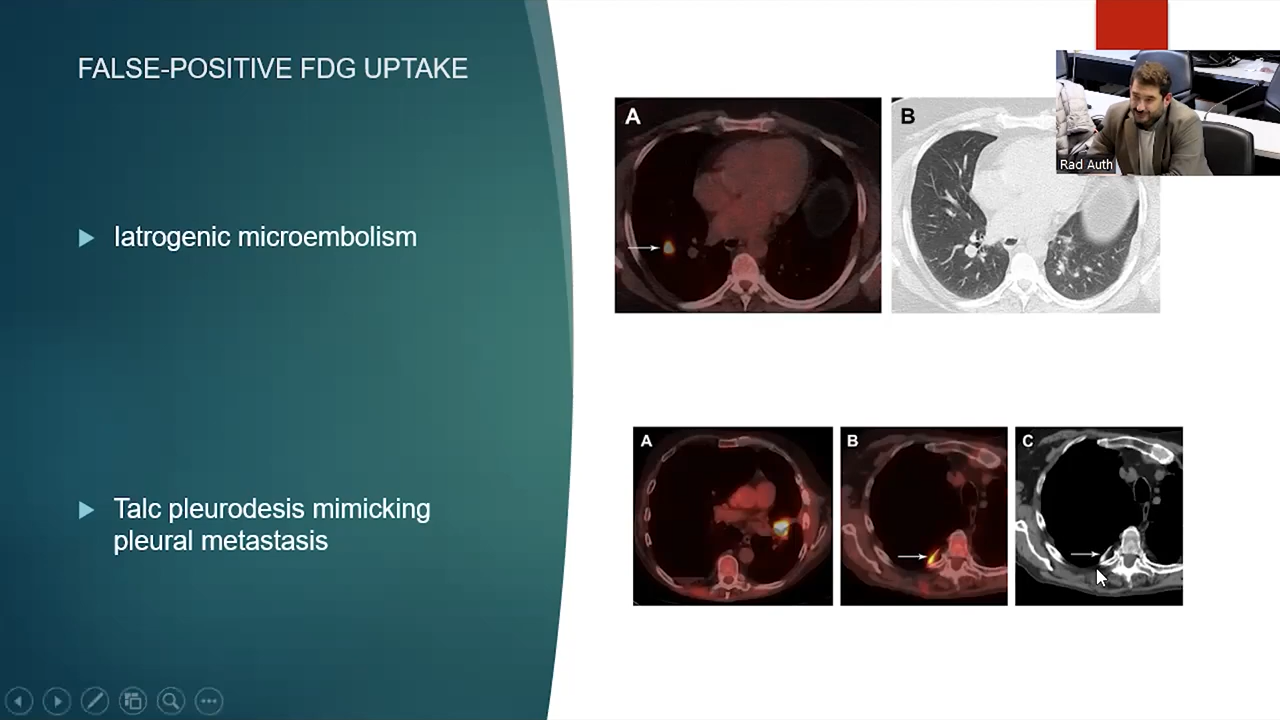 FALSE-POSITIVE FDG UPTAKE
Iatrogenic microembolism
Talc pleurodesis mimicking
pleural metastasis
A
B
Rad Auth
A
B
C